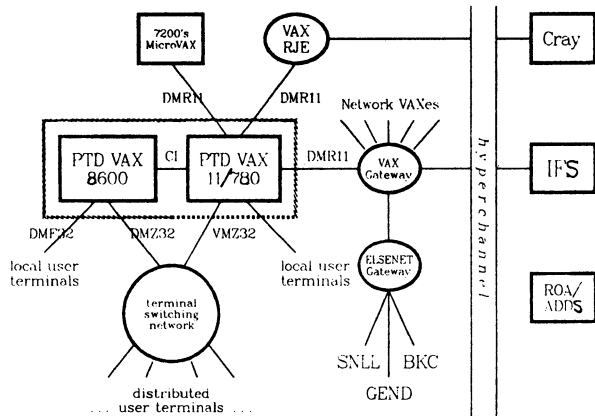 7200's
MicroVAX
VAX
RJE
Cray
DMR11
DMR11
Network VAXes
PTD VAX
8600
CI
PTD VAX
11/780
DMR11
VAX
Gateway
IFS
hyperchannel
DMF32
DMZ32
VMZ32
local user
terminals
local user
terminals
ELSENET
Gateway
ROA/
ADDS
terminal
switching
network
SNLL
BKC
GEND
distributed
... user terminals ...